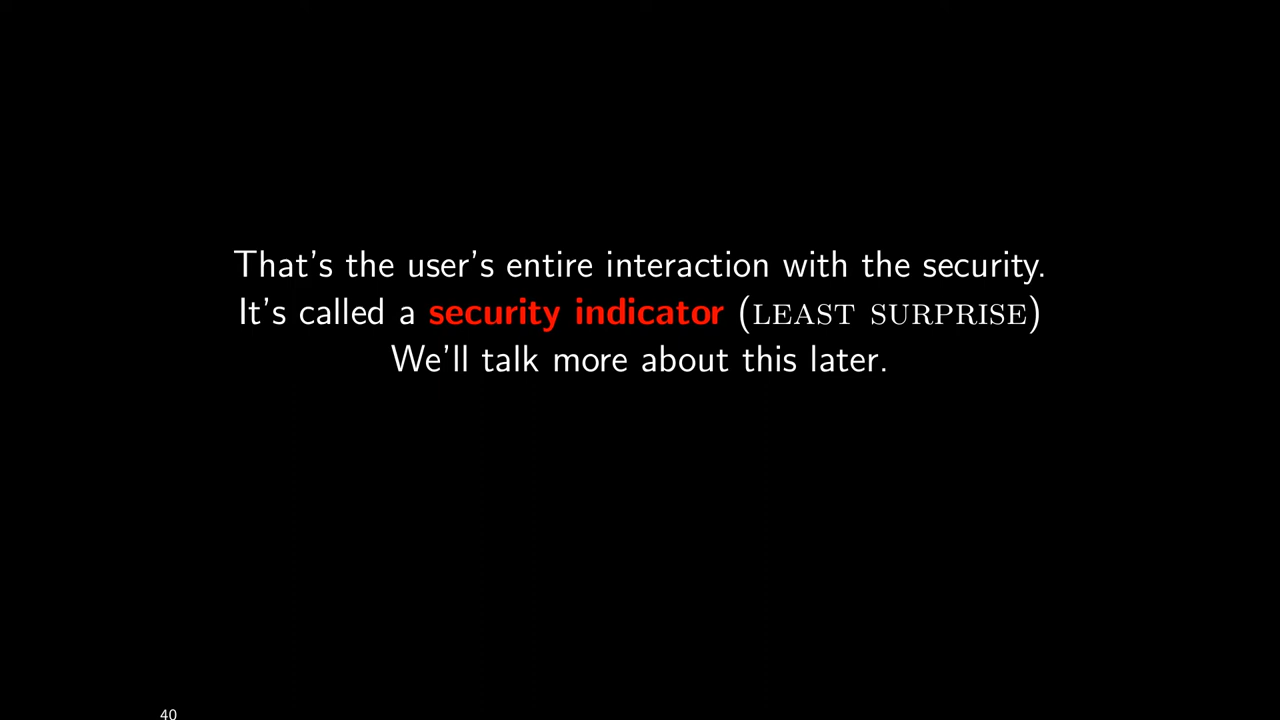 That's the user's entire interaction with the security.
It's called a security indicator (LEAST SURPRISE)
We'll talk more about this later.
40